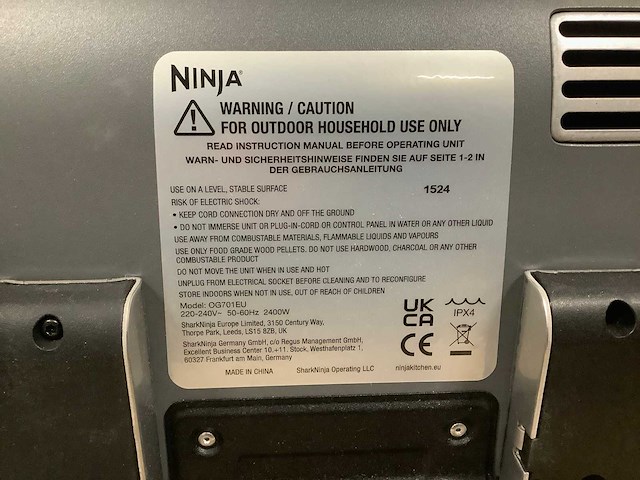 NINJA®
WARNING / CAUTION
FOR OUTDOOR HOUSEHOLD USE ONLY
READ INSTRUCTION MANUAL BEFORE OPERATING UNIT
WARN- UND SICHERHEITSHINWEISE FINDEN SIE AUF SEITE 1-2 IN
DER GEBRAUCHSANLEITUNG
USE ON A LEVEL, STABLE SURFACE
1524
RISK OF ELECTRIC SHOCK:
• KEEP CORD CONNECTION DRY AND OFF THE GROUND
• DO NOT IMMERSE UNIT OR PLUG-IN-CORD OR CONTROL PANEL IN WATER OR ANY OTHER LIQUID
USE AWAY FROM COMBUSTABLE MATERIALS, FLAMMABLE LIQUIDS AND VAPOURS
USE ONLY FOOD GRADE WOOD PELLETS. DO NOT USE HARDWOOD, CHARCOAL OR ANY OTHER
COMBUSTABLE PRODUCT
DO NOT MOVE THE UNIT WHEN IN USE AND HOT
UNPLUG FROM ELECTRICAL SOCKET BEFORE CLEANING AND TO RECONFIGURE
STORE INDOORS WHEN NOT IN USE, OUT OF REACH OF CHILDREN
Model: OG701EU
220-240V~ 50-60Hz 2400W
SharkNinja Europe Limited, 3150 Century Way,
Thorpe Park, Leeds, LS15 8ZB, UK
SharkNinja Germany GmbH, c/o Regus Management GmbH,
Excellent Business Center 10.+11. Stock, Westhafenplatz 1,
60327 Frankfurt am Main, Germany
UK
CA
IPX4
CE
MADE IN CHINA SharkNinja Operating LLC ninjakitchen.eu